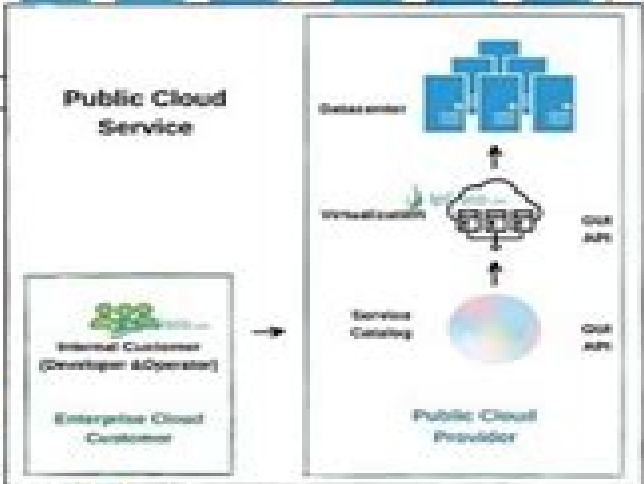 Public Cloud
Service
Datacenter
Virtualization
GUI
API
Service
Catalog
GUI
API
Internal Customer
(Developer &Operator)
Enterprise Cloud
Customer
Public Cloud
Provider